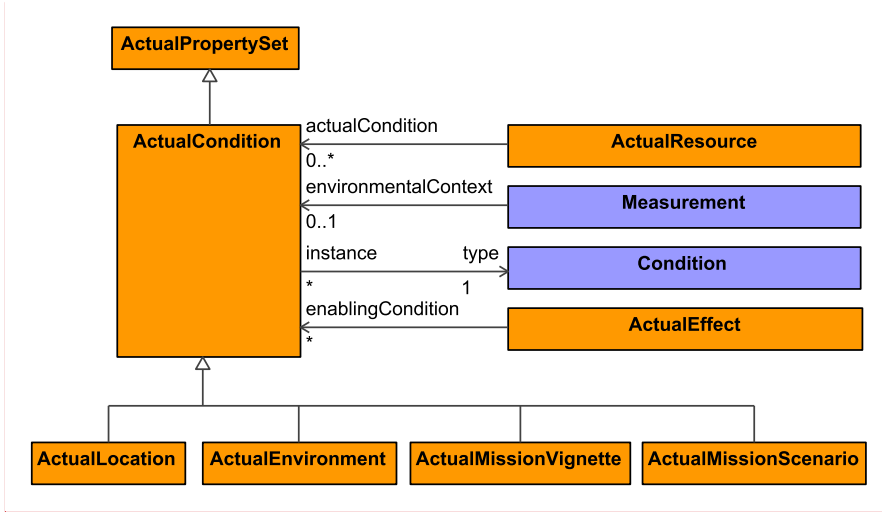 ActualPropertySet
ActualCondition
actualCondition
0..*
ActualResource
environmentalContext
0..1
Measurement
instance
type
*
1
Condition
enablingCondition
*
ActualEffect
ActualLocation
ActualEnvironment
ActualMissionVignette
ActualMissionScenario